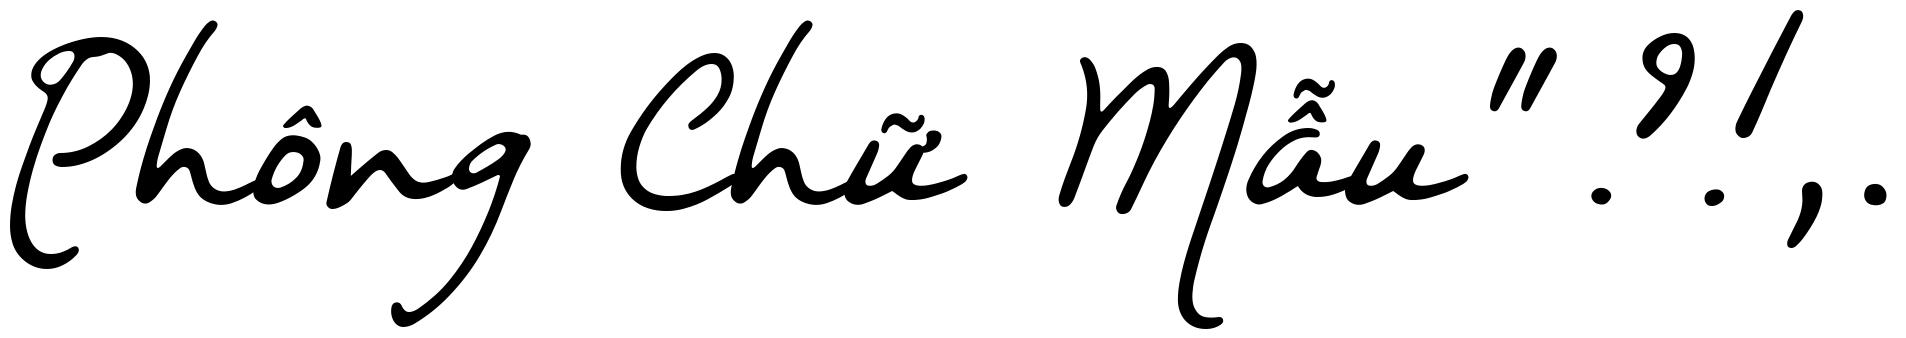 Phông Chữ Mẫu " ? ! , .